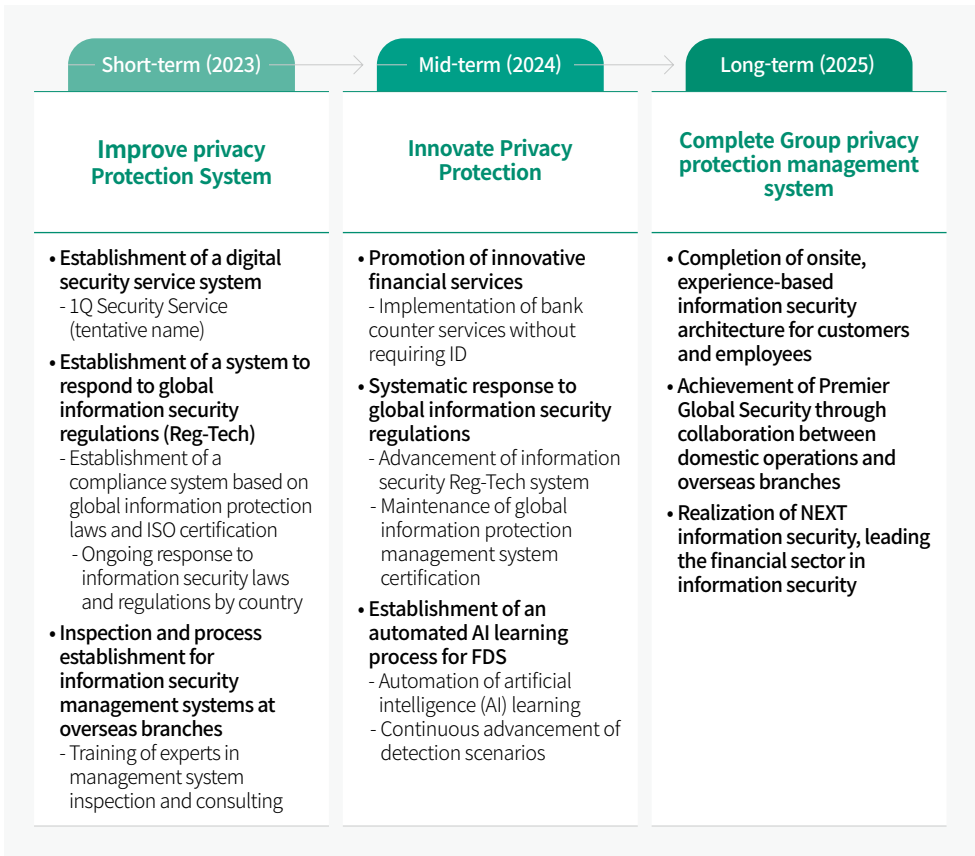 Short-term (2023)
Improve privacy
Protection System
• Establishment of a digital
security service system
- 1Q Security Service
(tentative name)
• Establishment of a system to
respond to global
information security
regulations (Reg-Tech)
- Establishment of a
compliance system based on
global information protection
laws and ISO certification
- Ongoing response to
information security laws
and regulations by country
• Inspection and process
establishment for
information security
management systems at
overseas branches
- Training of experts in
management system
inspection and consulting
Mid-term (2024)
Innovate Privacy
Protection
• Promotion of innovative
financial services
- Implementation of bank
counter services without
requiring ID
• Systematic response to
global information security
regulations
- Advancement of information
security Reg-Tech system
- Maintenance of global
information protection
management system
certification
• Establishment of an
automated AI learning
process for FDS
- Automation of artificial
intelligence (AI) learning
- Continuous advancement of
detection scenarios
Long-term (2025)
Complete Group privacy
protection management
system
• Completion of onsite,
experience-based
information security
architecture for customers
and employees
• Achievement of Premier
Global Security through
collaboration between
domestic operations and
overseas branches
• Realization of NEXT
information security, leading
the financial sector in
information security